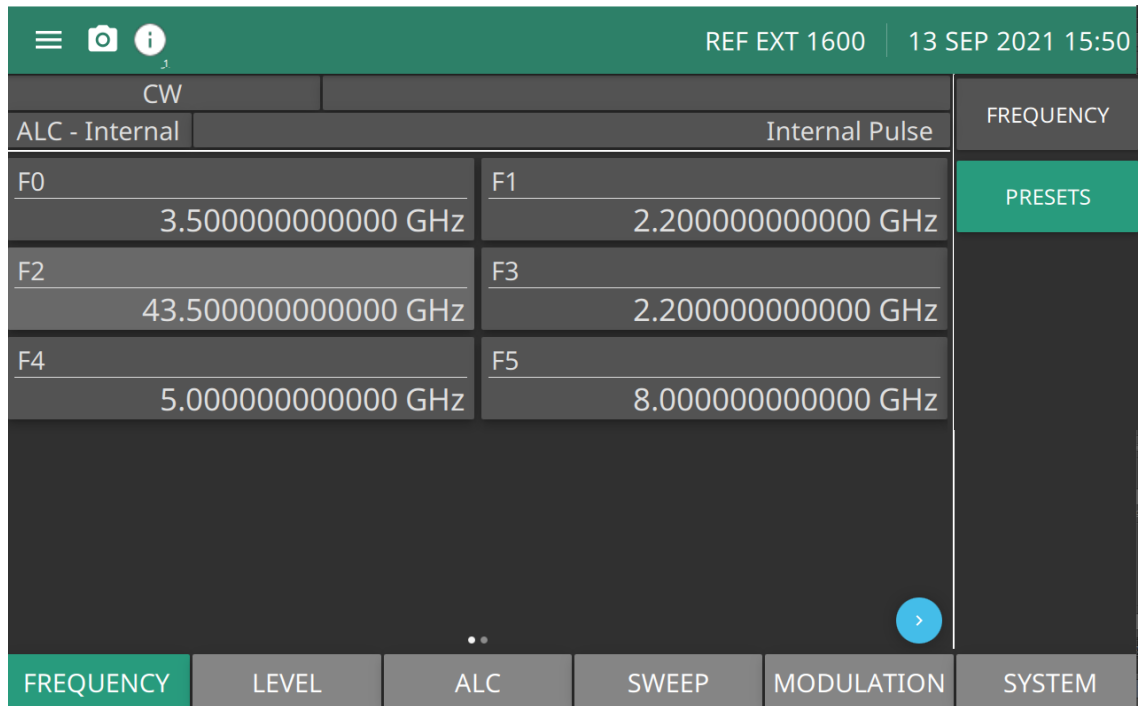 REF EXT 1600 13 SEP 2021 15:50
1
CW
ALC - Internal Internal Pulse
FREQUENCY
PRESETS
F0
3.500000000000 GHz
F1
2.200000000000 GHz
F2
43.500000000000 GHz
F3
2.200000000000 GHz
F4
5.000000000000 GHz
F5
8.000000000000 GHz
FREQUENCY LEVEL ALC SWEEP MODULATION SYSTEM